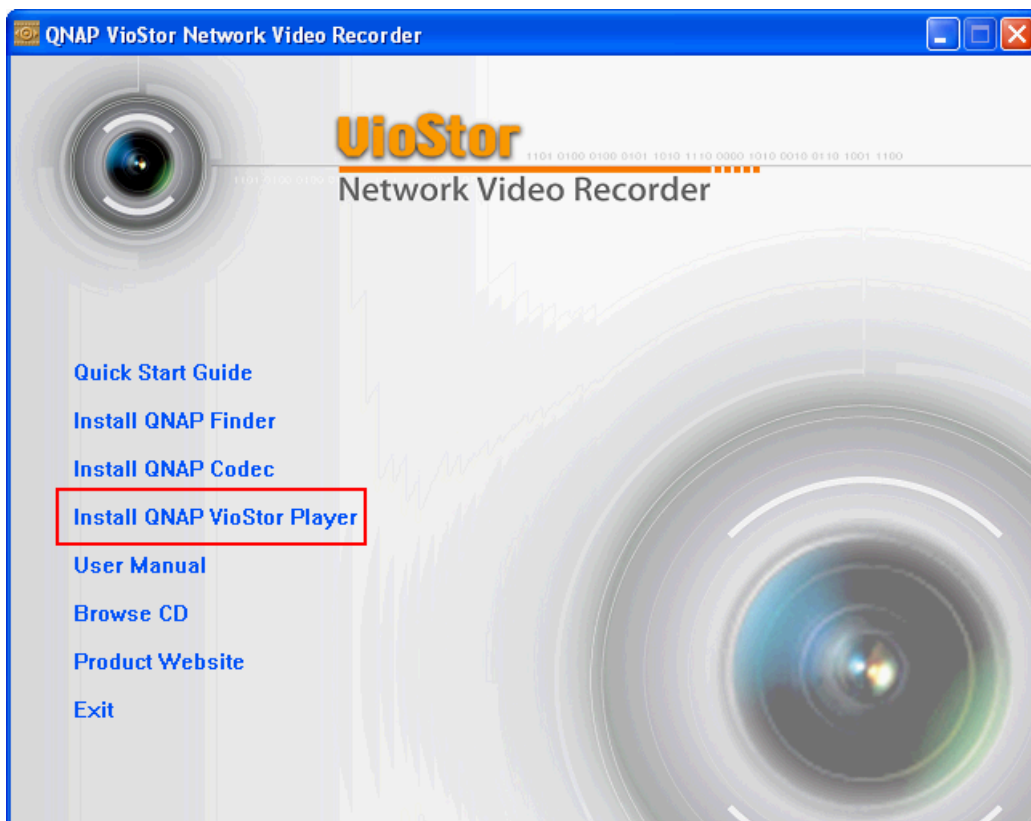 QNAP VioStor Network Video Recorder
VioStor
1101 0100 0100 0101 1010 1110 0000 1010 0010 0110 1001 1100
Network Video Recorder
Quick Start Guide
Install QNAP Finder
Install QNAP Codec
Install QNAP VioStor Player
User Manual
Browse CD
Product Website
Exit